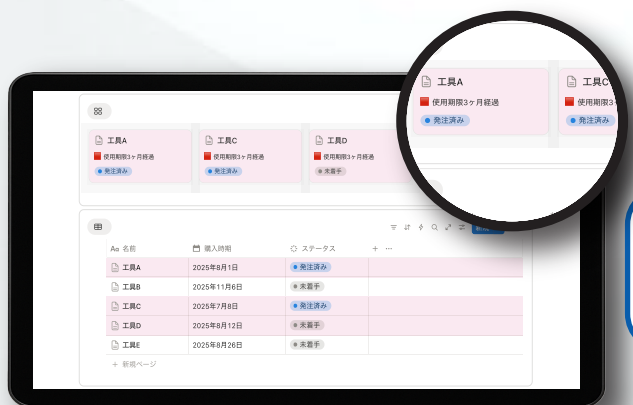 工具A
使用期限3ヶ月経過
発注済み
工具C
使用期限3ヶ月経過
発注済み
工具D
使用期限3ヶ月経過
未着手
工具A
使用期限3ヶ月経過
発注済み
工具C
使用期限3
発注済み
Aa 名前 購入時期 ステータス + …
工具A 2025年8月1日 発注済み
工具B 2025年11月6日 未着手
工具C 2025年7月8日 発注済み
工具D 2025年8月12日 未着手
工具E 2025年8月26日 未着手
+ 新規ページ